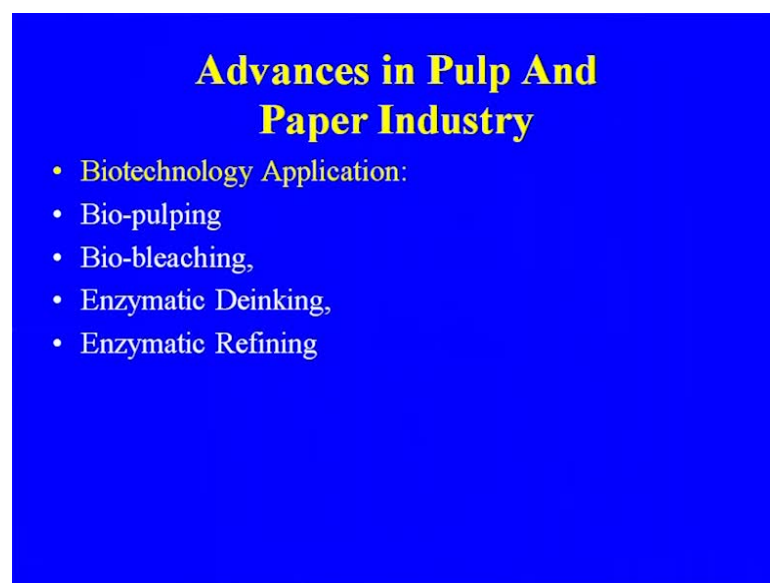 Advances in Pulp And
Paper Industry
• Biotechnology Application:
• Bio-pulping
• Bio-bleaching,
• Enzymatic Deinking,
• Enzymatic Refining